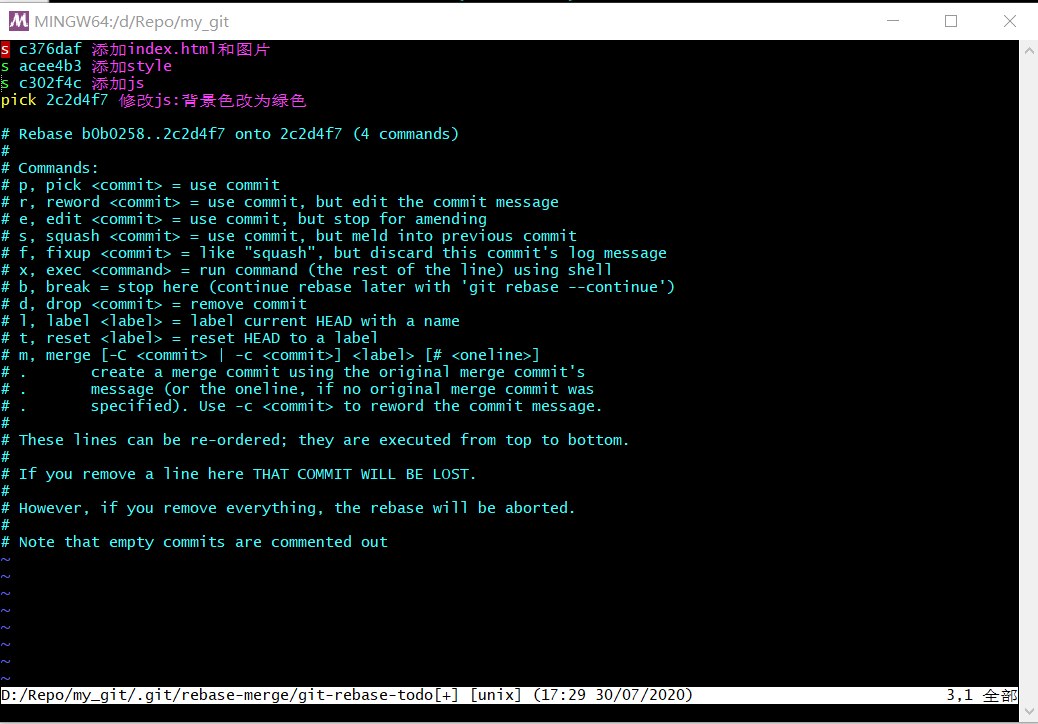 MINGW64:/d/Repo/my_git
s c376daf 添加index.html和图片
s acee4b3 添加style
s c302f4c 添加js
pick 2c2d4f7 修改js:背景色改为绿色
# Rebase b0b0258..2c2d4f7 onto 2c2d4f7 (4 commands)
#
# Commands:
# p, pick <commit> = use commit
# r, reword <commit> = use commit, but edit the commit message
# e, edit <commit> = use commit, but stop for amending
# s, squash <commit> = use commit, but meld into previous commit
# f, fixup <commit> = like "squash", but discard this commit's log message
# x, exec <command> = run command (the rest of the line) using shell
# b, break = stop here (continue rebase later with 'git rebase --continue')
# d, drop <commit> = remove commit
# l, label <label> = label current HEAD with a name
# t, reset <label> = reset HEAD to a label
# m, merge [-C <commit> | -c <commit>] <label> [# <oneline>]
# .       create a merge commit using the original merge commit's
# .       message (or the oneline, if no original merge commit was
# .       specified). Use -c <commit> to reword the commit message.
#
# These lines can be re-ordered; they are executed from top to bottom.
#
# If you remove a line here THAT COMMIT WILL BE LOST.
#
# However, if you remove everything, the rebase will be aborted.
#
# Note that empty commits are commented out
~
~
~
~
~
~
~
~
D:/Repo/my_git/.git/rebase-merge/git-rebase-todo[+] [unix] (17:29 30/07/2020) 3,1 全部